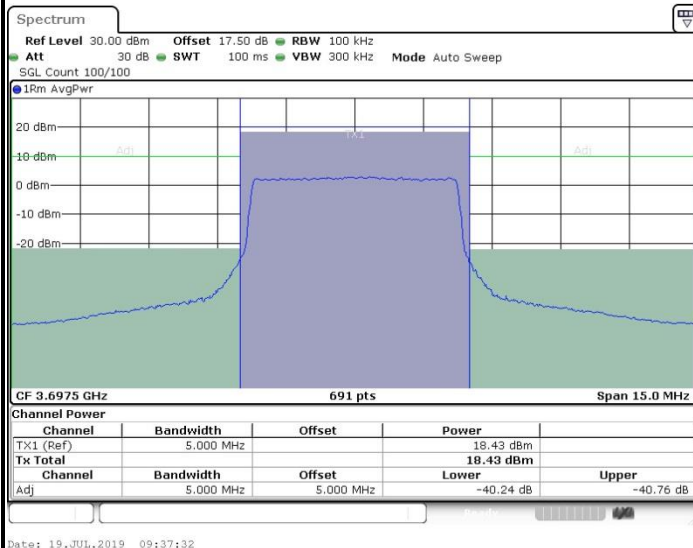 Spectrum
Ref Level 30.00 dBm Offset 17.50 dB RBW 100 kHz
Att 30 dB SWT 100 ms VBW 300 kHz Mode Auto Sweep
SGL Count 100/100
1Rm AvgPwr
20 dBm
TX1
10 dBm Adj Adj
0 dBm
-10 dBm
-20 dBm
CF 3.6975 GHz 691 pts Span 15.0 MHz
Channel Power
Channel Bandwidth Offset Power
TX1 (Ref) 5.000 MHz 18.43 dBm
Tx Total 18.43 dBm
Channel Bandwidth Offset Lower Upper
Adj 5.000 MHz 5.000 MHz -40.24 dB -40.76 dB
Ready
Date: 19.JUL.2019 09:37:32